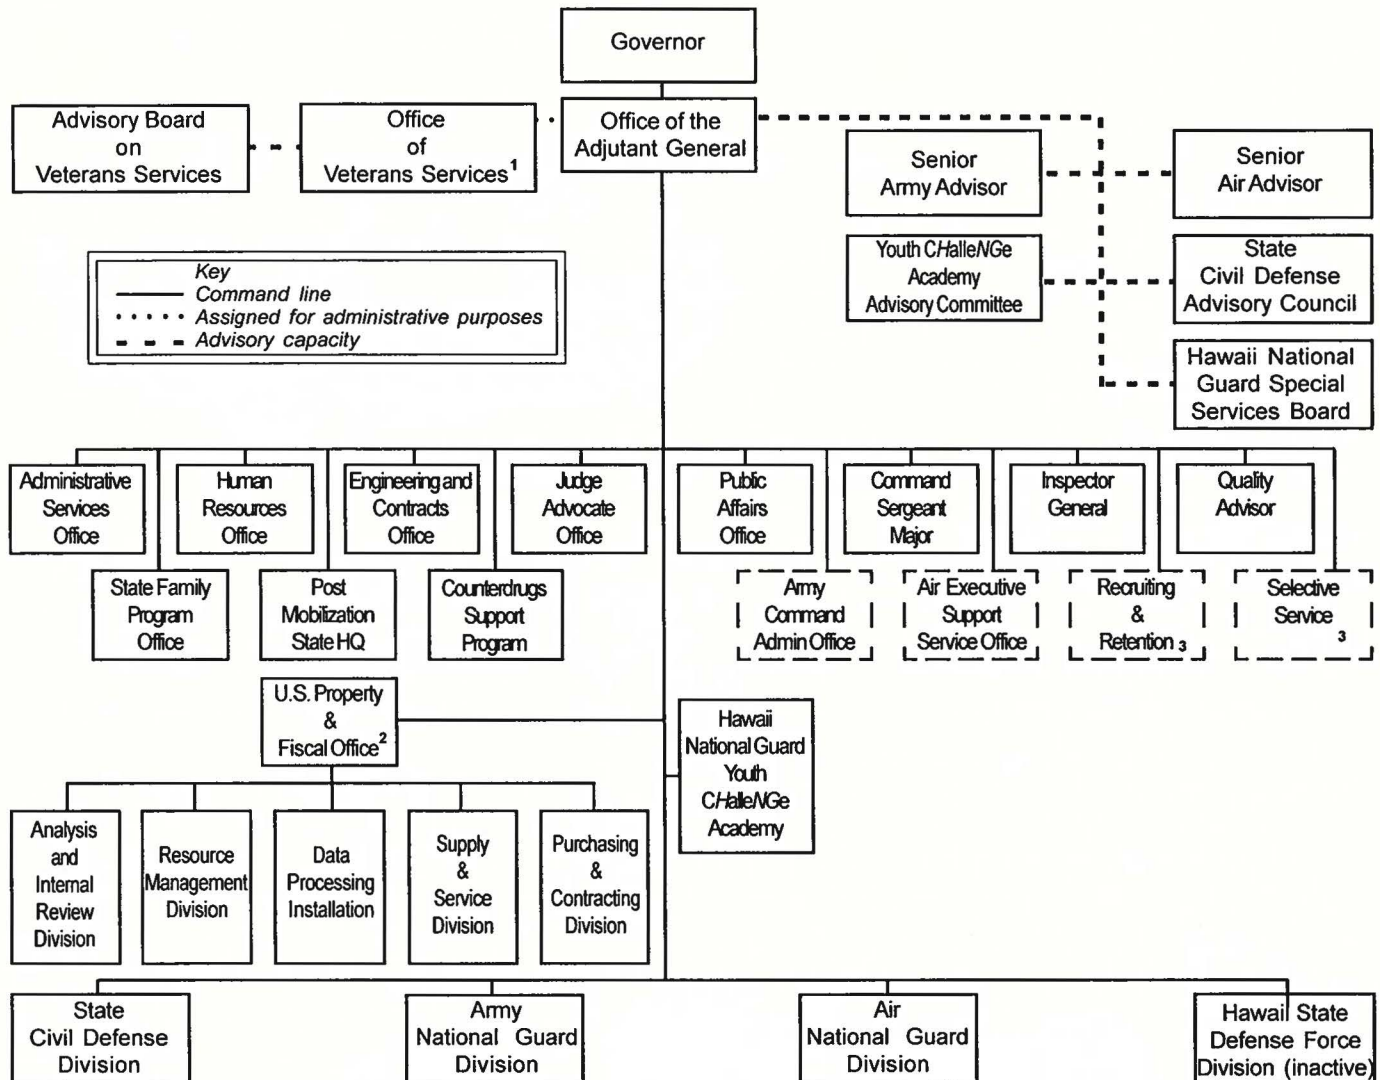 Governor
Advisory Board
on
Veterans Services
Office
of
Veterans Services1
Office of the
Adjutant General
Senior
Army Advisor
Senior
Air Advisor
Youth CHalleNGe
Academy
Advisory Committee
State
Civil Defense
Advisory Council
Hawaii National
Guard Special
Services Board
Key
Command line
Assigned for administrative purposes
Advisory capacity
Administrative
Services
Office
Human
Resources
Office
Engineering and
Contracts
Office
Judge
Advocate
Office
Public
Affairs
Office
Command
Sergeant
Major
Inspector
General
Quality
Advisor
State Family
Program
Office
Post
Mobilization
State HQ
Counterdrugs
Support
Program
Army
Command
Admin Office
Air Executive
Support
Service Office
Recruiting
&
Retention 3
Selective
Service
3
U.S. Property
&
Fiscal Office2
Hawaii
National Guard
Youth
CHalleNGe
Academy
Analysis
and
Internal
Review
Division
Resource
Management
Division
Data
Processing
Installation
Supply
&
Service
Division
Purchasing
&
Contracting
Division
State
Civil Defense
Division
Army
National Guard
Division
Air
National Guard
Division
Hawaii State
Defense Force
Division (inactive)